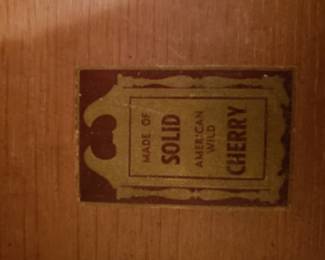 MADE OF
SOLID
AMERICAN
WILD
CHERRY